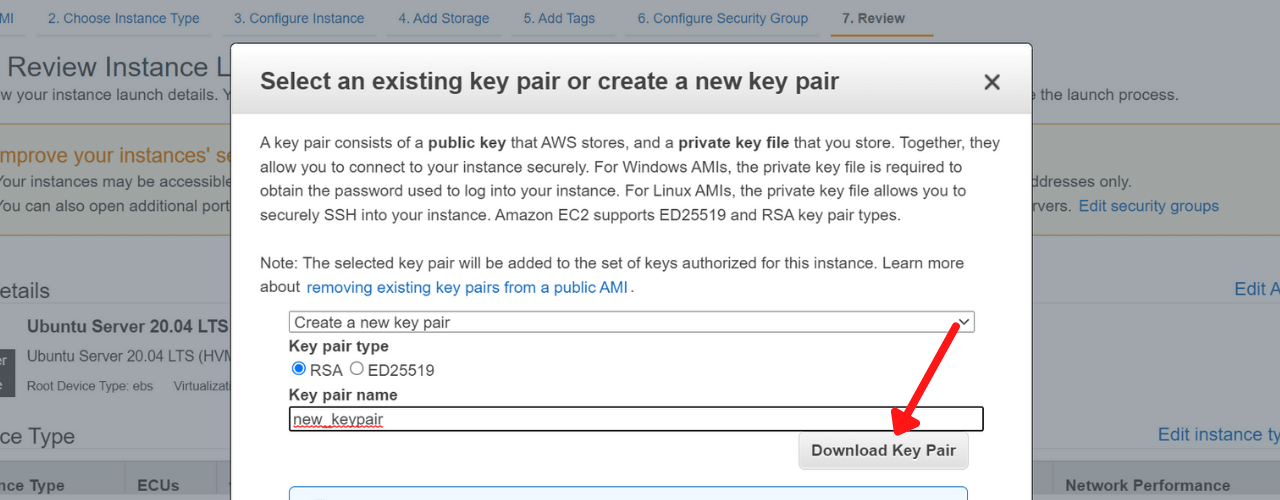 MI 2. Choose Instance Type 3. Configure Instance 4. Add Storage 5. Add Tags 6. Configure Security Group 7. Review
Review Instance L
w your instance launch details. Y
e the launch process.
Select an existing key pair or create a new key pair
A key pair consists of a public key that AWS stores, and a private key file that you store. Together, they
allow you to connect to your instance securely. For Windows AMIs, the private key file is required to
obtain the password used to log into your instance. For Linux AMIs, the private key file allows you to
securely SSH into your instance. Amazon EC2 supports ED25519 and RSA key pair types.
Note: The selected key pair will be added to the set of keys authorized for this instance. Learn more
about removing existing key pairs from a public AMI .
Create a new key pair
Key pair type
RSA ED25519
Key pair name
new_keypair
Download Key Pair
mprove your instances' se
Your instances may be accessible
ddresses only.
You can also open additional port
rvers. Edit security groups
etails
Edit A
Ubuntu Server 20.04 LTS
Ubuntu Server 20.04 LTS (HVM
er
e
Root Device Type: ebs Virtualizati
ce Type
Edit instance ty
nce Type ECUs
Network Performance